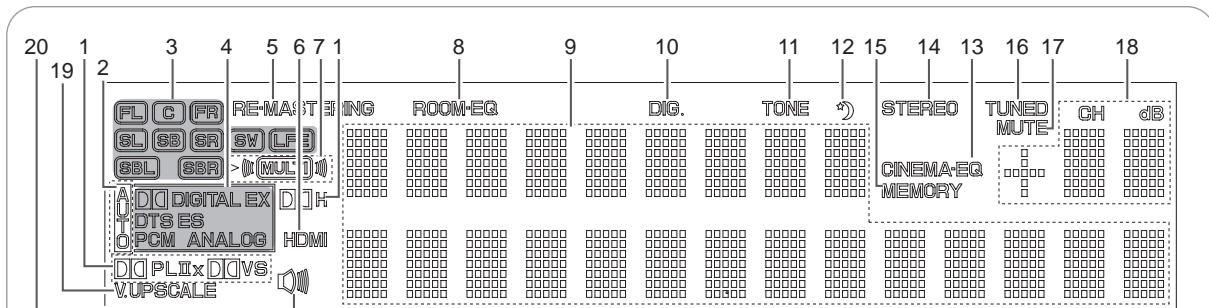 20 1 3 4 5 6 7 1 8 9 10 11 12 15 14 13 16 17 18
19 2
FL C FR RE-MASTERING ROOM-EQ DIG. TONE STEREO TUNED CH dB
MUTE
SL SB SR SW LFE
SBL SBR > MULTI CINEMA-EQ
AUTO DIGITAL EX H MEMORY
DTS ES
PCM ANALOG HDMI
PLIIx VS
V.UPSCALE